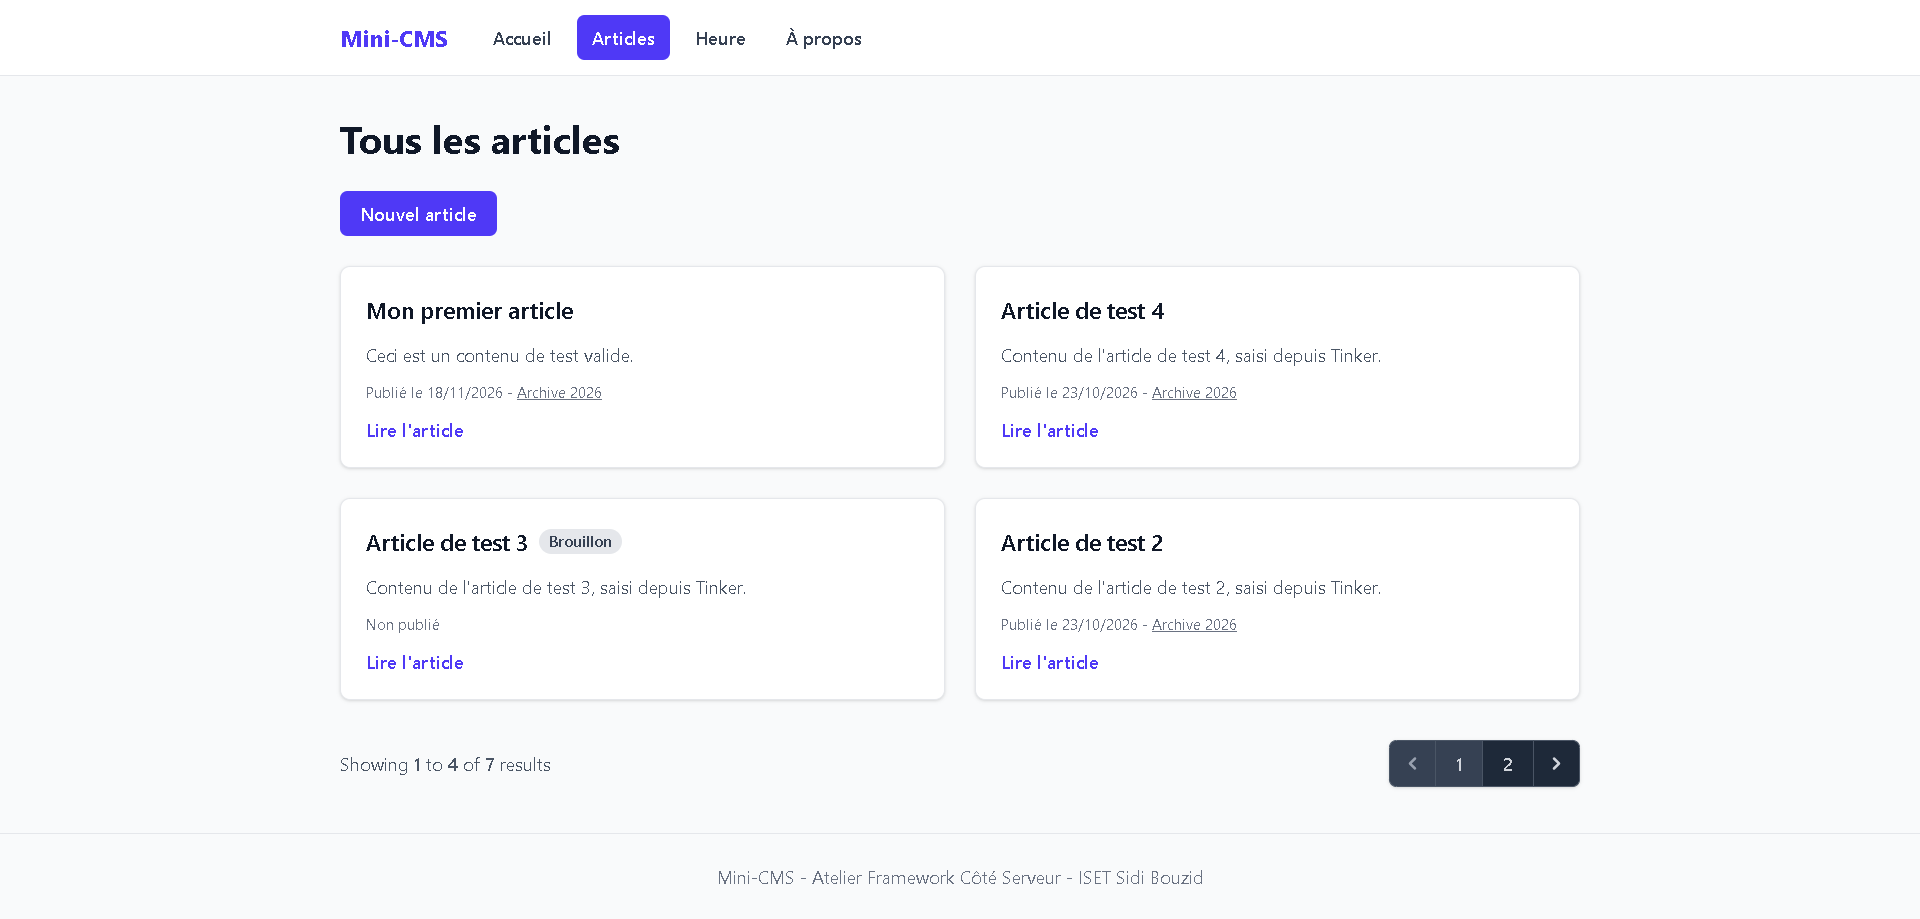 Mini-CMS Accueil Articles Heure À propos
Tous les articles
Nouvel article
Mon premier article
Ceci est un contenu de test valide.
Publié le 18/11/2026 - Archive 2026
Lire l'article
Article de test 4
Contenu de l'article de test 4, saisi depuis Tinker.
Publié le 23/10/2026 - Archive 2026
Lire l'article
Article de test 3 Brouillon
Contenu de l'article de test 3, saisi depuis Tinker.
Non publié
Lire l'article
Article de test 2
Contenu de l'article de test 2, saisi depuis Tinker.
Publié le 23/10/2026 - Archive 2026
Lire l'article
Showing 1 to 4 of 7 results
1 2
Mini-CMS - Atelier Framework Côté Serveur - ISET Sidi Bouzid